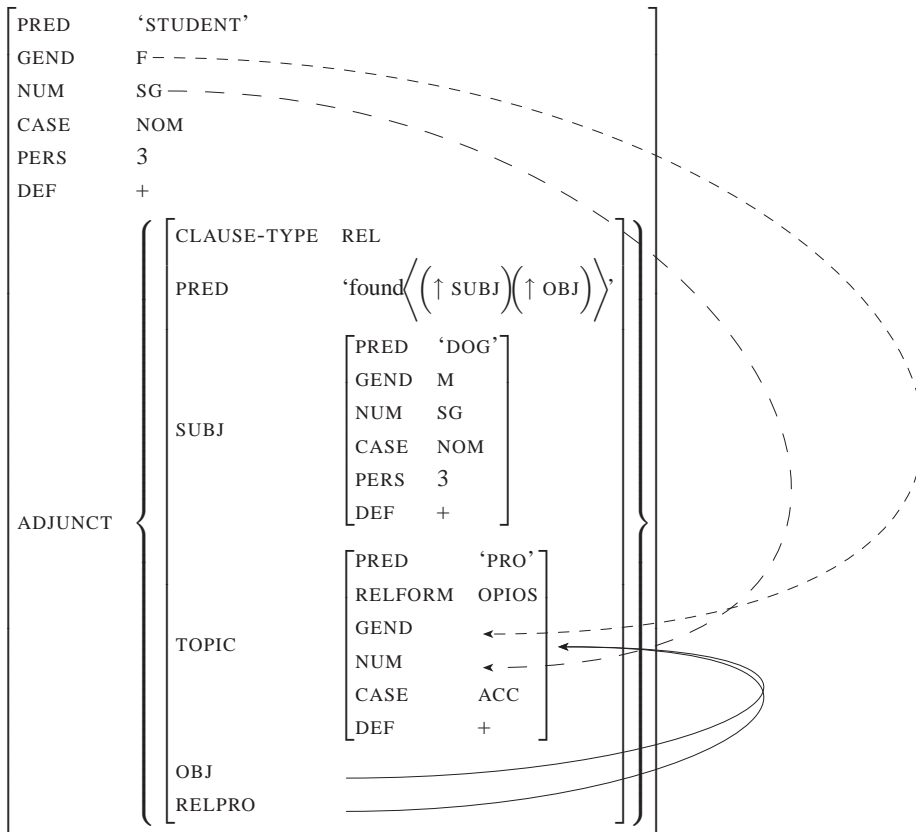 PRED ‘STUDENT’
GEND F
NUM SG
CASE NOM
PERS 3
DEF +
CLAUSE-TYPE REL
PRED ‘found⟨(↑ SUBJ)(↑ OBJ)⟩’
PRED ‘DOG’
GEND M
NUM SG
SUBJ
CASE NOM
PERS 3
DEF +
ADJUNCT
PRED ‘PRO’
RELFORM OPIOS
GEND
TOPIC
NUM
CASE ACC
DEF +
OBJ
RELPRO